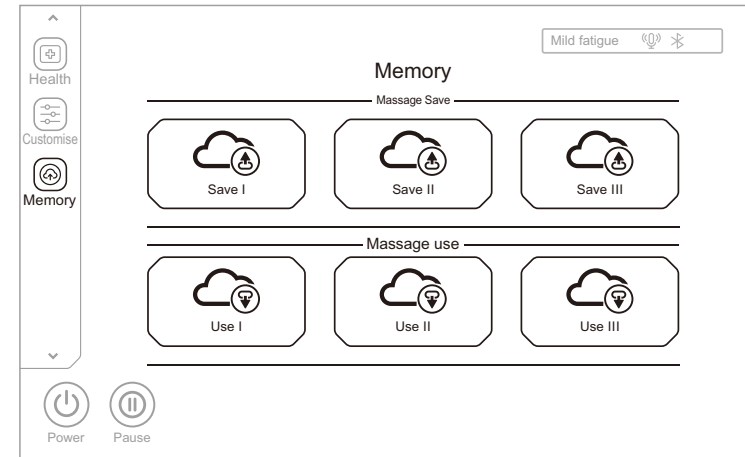 Mild fatigue
Health
Customise
Memory
Memory
Massage Save
Save I
Save II
Save III
Massage use
Use I
Use II
Use III
Power
Pause